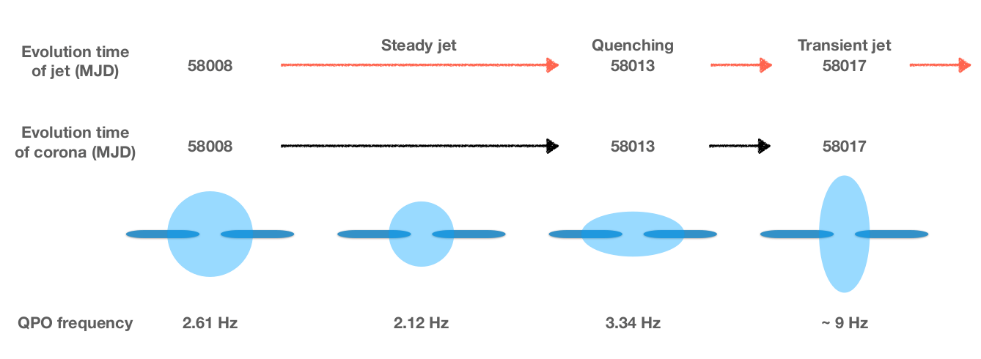 Steady jet Quenching Transient jet
Evolution time
of jet (MJD)
58008 58013 58017
Evolution time
of corona (MJD)
58008 58013 58017
QPO frequency 2.61 Hz 2.12 Hz 3.34 Hz ~ 9 Hz